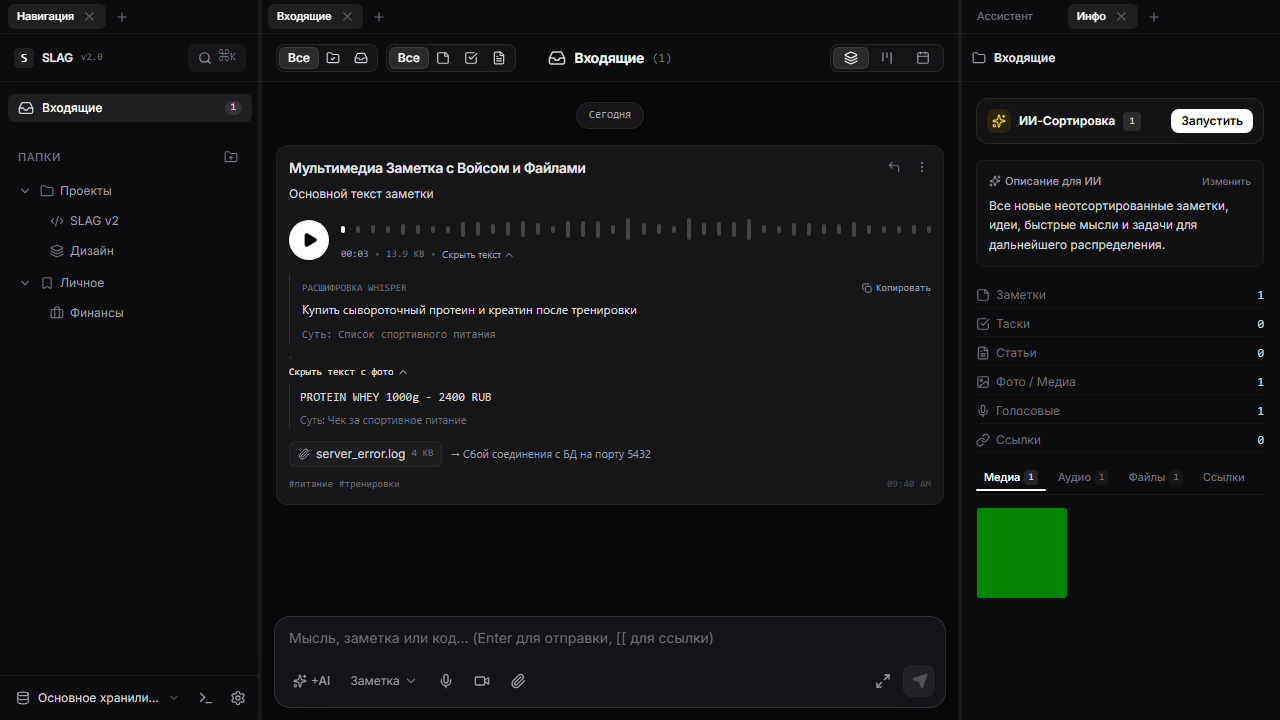 Навигация
Входящие
Ассистент
Инфо
S SLAG v2.0
⌘K
Все
Все
Входящие (1)
Входящие
Входящие 1
ПАПКИ
Проекты
SLAG v2
Дизайн
Личное
Финансы
Основное хранили...
Сегодня
Мультимедиа Заметка с Войсом и Файлами
Основной текст заметки
00:03 • 13.9 KB • Скрыть текст
РАСШИФРОВКА WHISPER
Копировать
Купить сывороточный протеин и креатин после тренировки
Суть: Список спортивного питания
Скрыть текст с фото
PROTEIN WHEY 1000g - 2400 RUB
Суть: Чек за спортивное питание
server_error.log 4 KB → Сбой соединения с БД на порту 5432
#питание #тренировки
09:40 AM
Мысль, заметка или код... (Enter для отправки, [[ для ссылки)
+AI Заметка
ИИ-Сортировка 1 Запустить
Описание для ИИ Изменить
Все новые неотсортированные заметки,
идеи, быстрые мысли и задачи для
дальнейшего распределения.
Заметки 1
Таски 0
Статьи 0
Фото / Медиа 1
Голосовые 1
Ссылки 0
Медиа 1 Аудио 1 Файлы 1 Ссылки